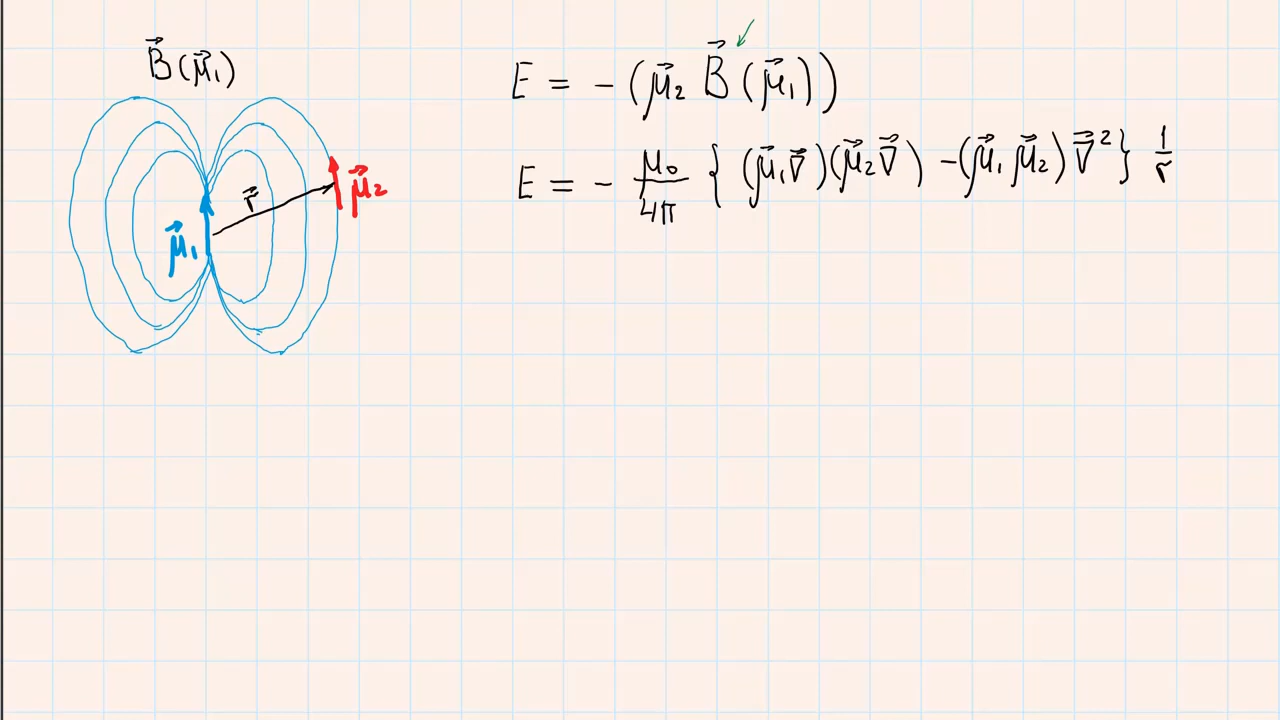 B⃗(μ⃗₁)
E = −(μ⃗₂ B⃗(μ⃗₁))
E = − μ₀/4π {(μ⃗₁∇⃗)(μ⃗₂∇⃗) −(μ⃗₁μ⃗₂)∇⃗²} 1/r
r⃗
μ⃗₂
μ⃗₁